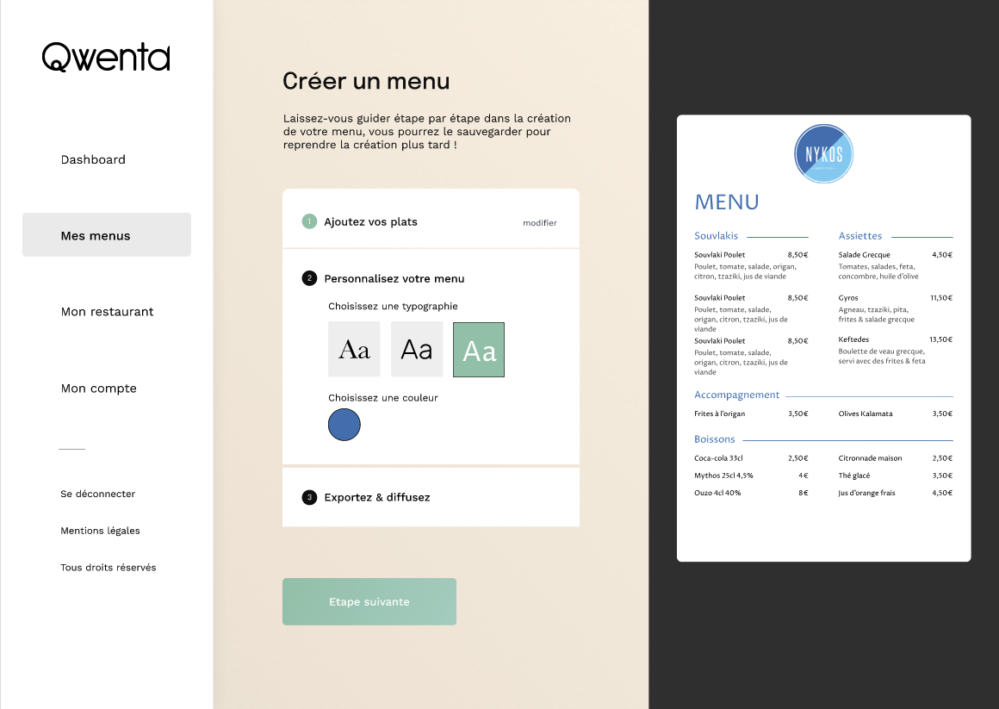 Qwenta
Dashboard
Mes menus
Mon restaurant
Mon compte
Se déconnecter
Mentions légales
Tous droits réservés
Créer un menu
Laissez-vous guider étape par étape dans la création
de votre menu, vous pourrez le sauvegarder pour
reprendre la création plus tard !
1 Ajoutez vos plats modifier
2 Personnalisez votre menu
Choisissez une typographie
Aa Aa Aa
Choisissez une couleur
3 Exportez & diffusez
Etape suivante
NYKOS
MENU
Souvlakis
Souvlaki Poulet 8,50€
Poulet, tomate, salade, origan,
citron, tzaziki, jus de viande
Souvlaki Poulet 8,50€
Poulet, tomate, salade,
origan, citron, tzaziki, jus de
viande
Souvlaki Poulet 8,50€
Poulet, tomate, salade,
origan, citron, tzaziki, jus de
viande
Assiettes
Salade Grecque 4,50€
Tomates, salades, feta,
concombre, huile d'olive
Gyros 11,50€
Agneau, tzaziki, pita,
frites & salade grecque
Keftedes 13,50€
Boulette de veau grecque,
servi avec des frites & feta
Accompagnement
Frites à l'origan 3,50€ Olives Kalamata 3,50€
Boissons
Coca-cola 33cl 2,50€ Citronnade maison 2,50€
Mythos 25cl 4,5% 4€ Thé glacé 3,50€
Ouzo 4cl 40% 8€ Jus d'orange frais 4,50€